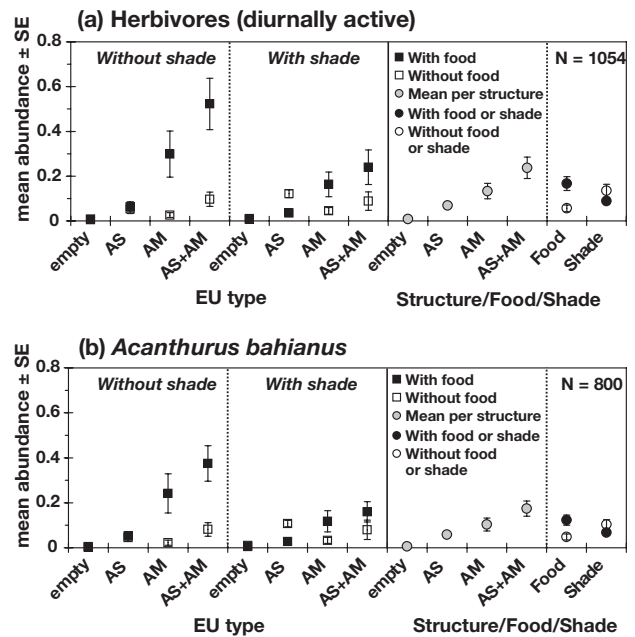 (a) Herbivores (diurnally active)
mean abundance ± SE
0.8
0.6
0.4
0.2
0
Without shade
With shade
With food
Without food
Mean per structure
With food or shade
Without food
or shade
N = 1054
empty
AS
AM
AS+AM
empty
AS
AM
AS+AM
empty
AS
AM
AS+AM
Food
Shade
EU type
Structure/Food/Shade
(b) Acanthurus bahianus
mean abundance ± SE
0.8
0.6
0.4
0.2
0
Without shade
With shade
With food
Without food
Mean per structure
With food or shade
Without food
or shade
N = 800
empty
AS
AM
AS+AM
empty
AS
AM
AS+AM
empty
AS
AM
AS+AM
Food
Shade
EU type
Structure/Food/Shade